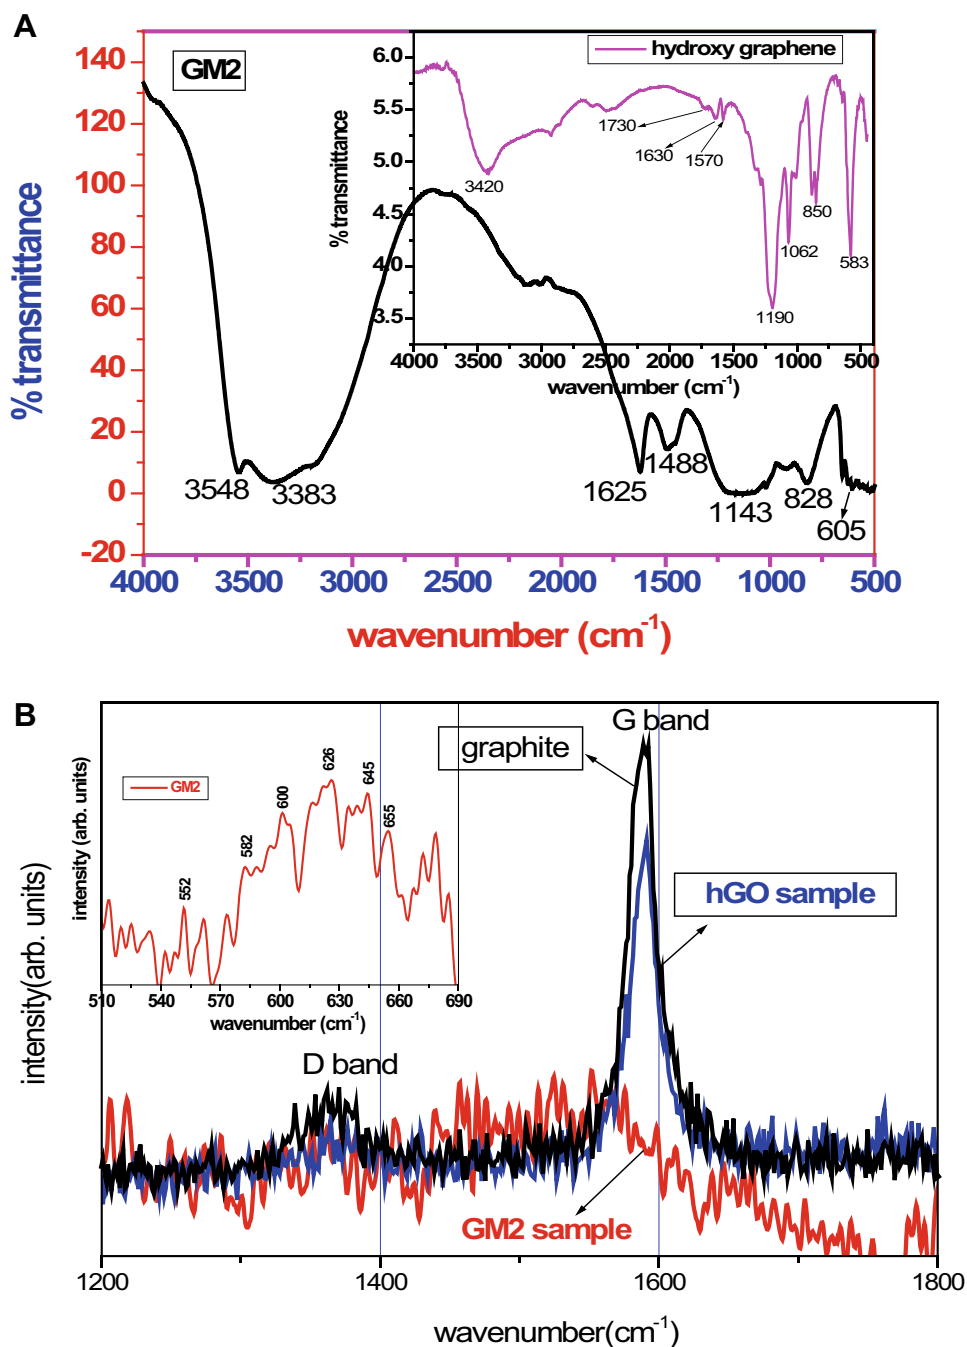 A
GM2
hydroxy graphene
140
120
100
80
60
40
20
0
-20
% transmittance
6.0
5.5
5.0
4.5
4.0
3.5
% transmittance
1730
1630
1570
3420
850
1062
583
1190
4000 3500 3000 2500 2000 1500 1000 500
wavenumber (cm-1)
3548
3383
1625
1488
1143
828
605
4000 3500 3000 2500 2000 1500 1000 500
wavenumber (cm-1)
B
G band
graphite
hGO sample
intensity (arb. units)
GM2
552
582
600
626
645
655
510 540 570 600 630 660 690
wavenumber (cm-1)
D band
GM2 sample
intensity(arb. units)
1200 1400 1600 1800
wavenumber(cm-1)